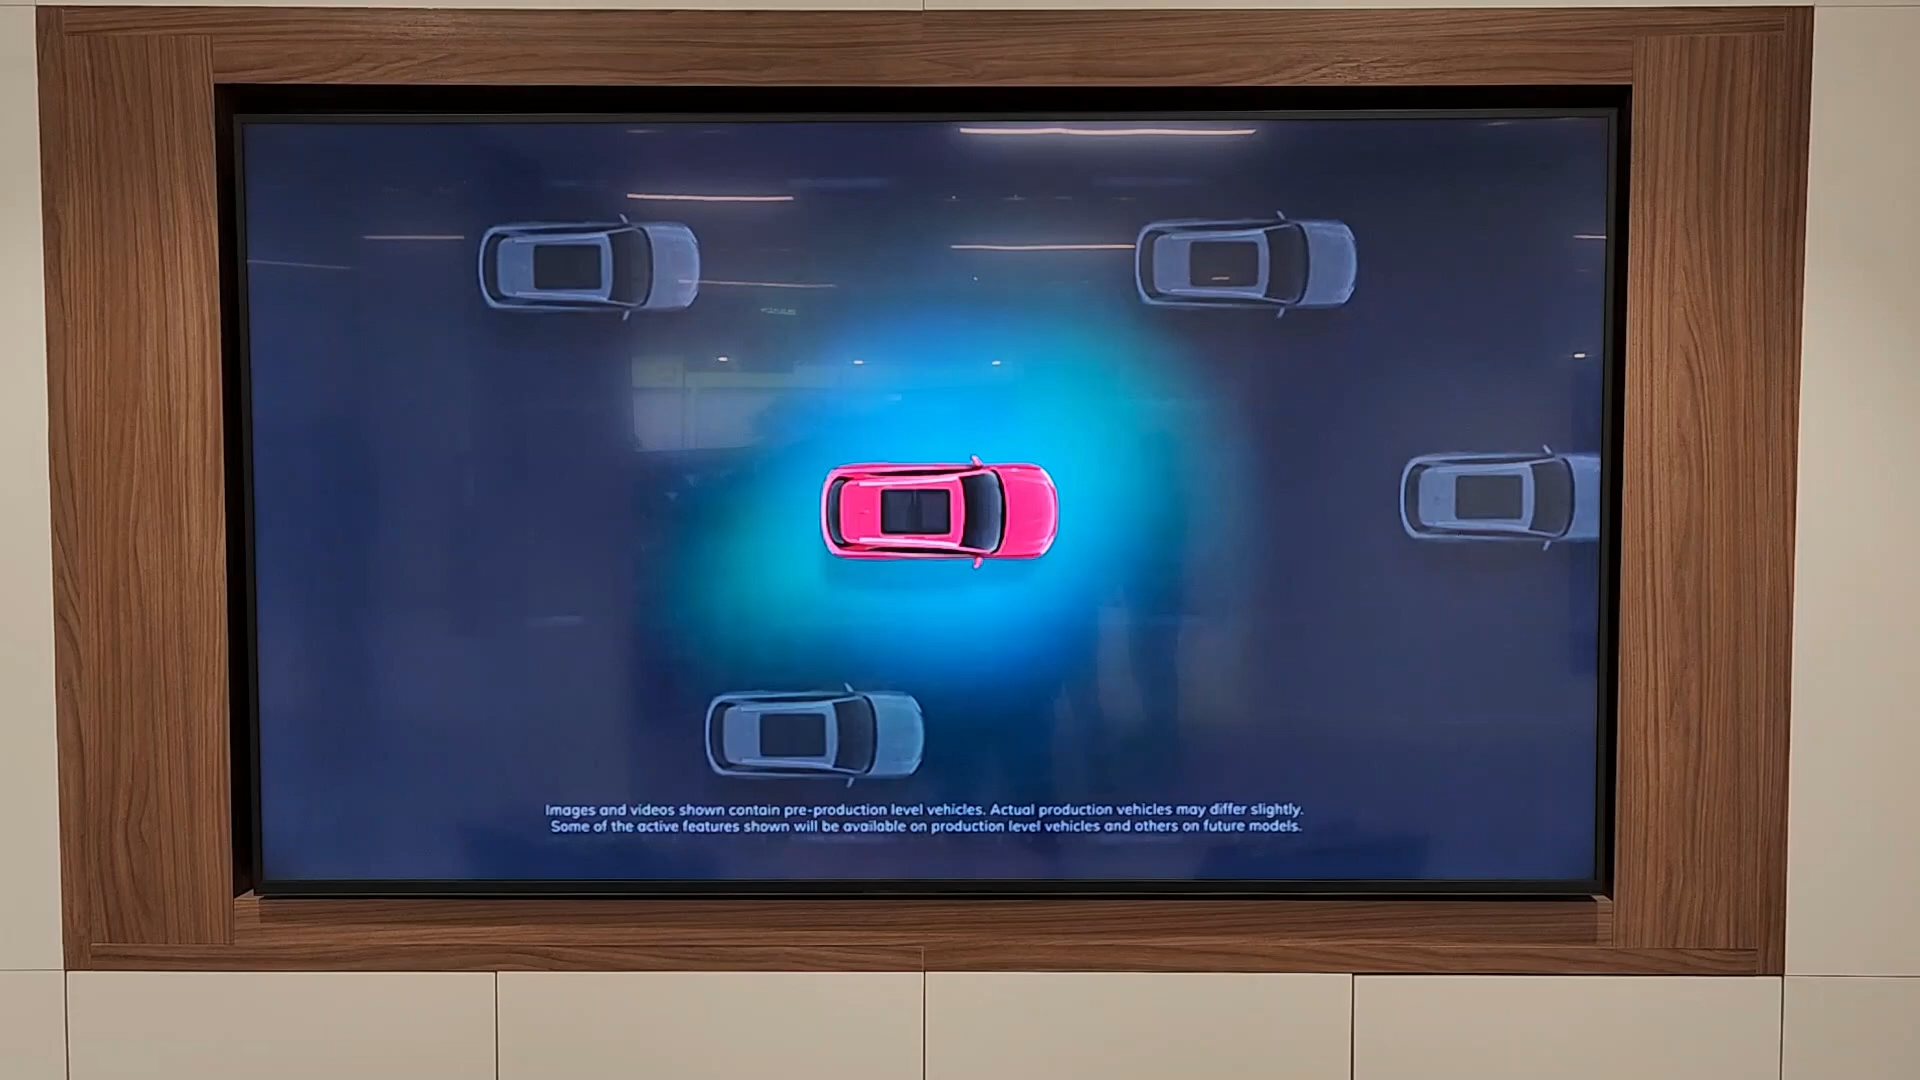 Images and videos shown contain pre-production level vehicles. Actual production vehicles may differ slightly.
Some of the active features shown will be available on production level vehicles and others on future models.